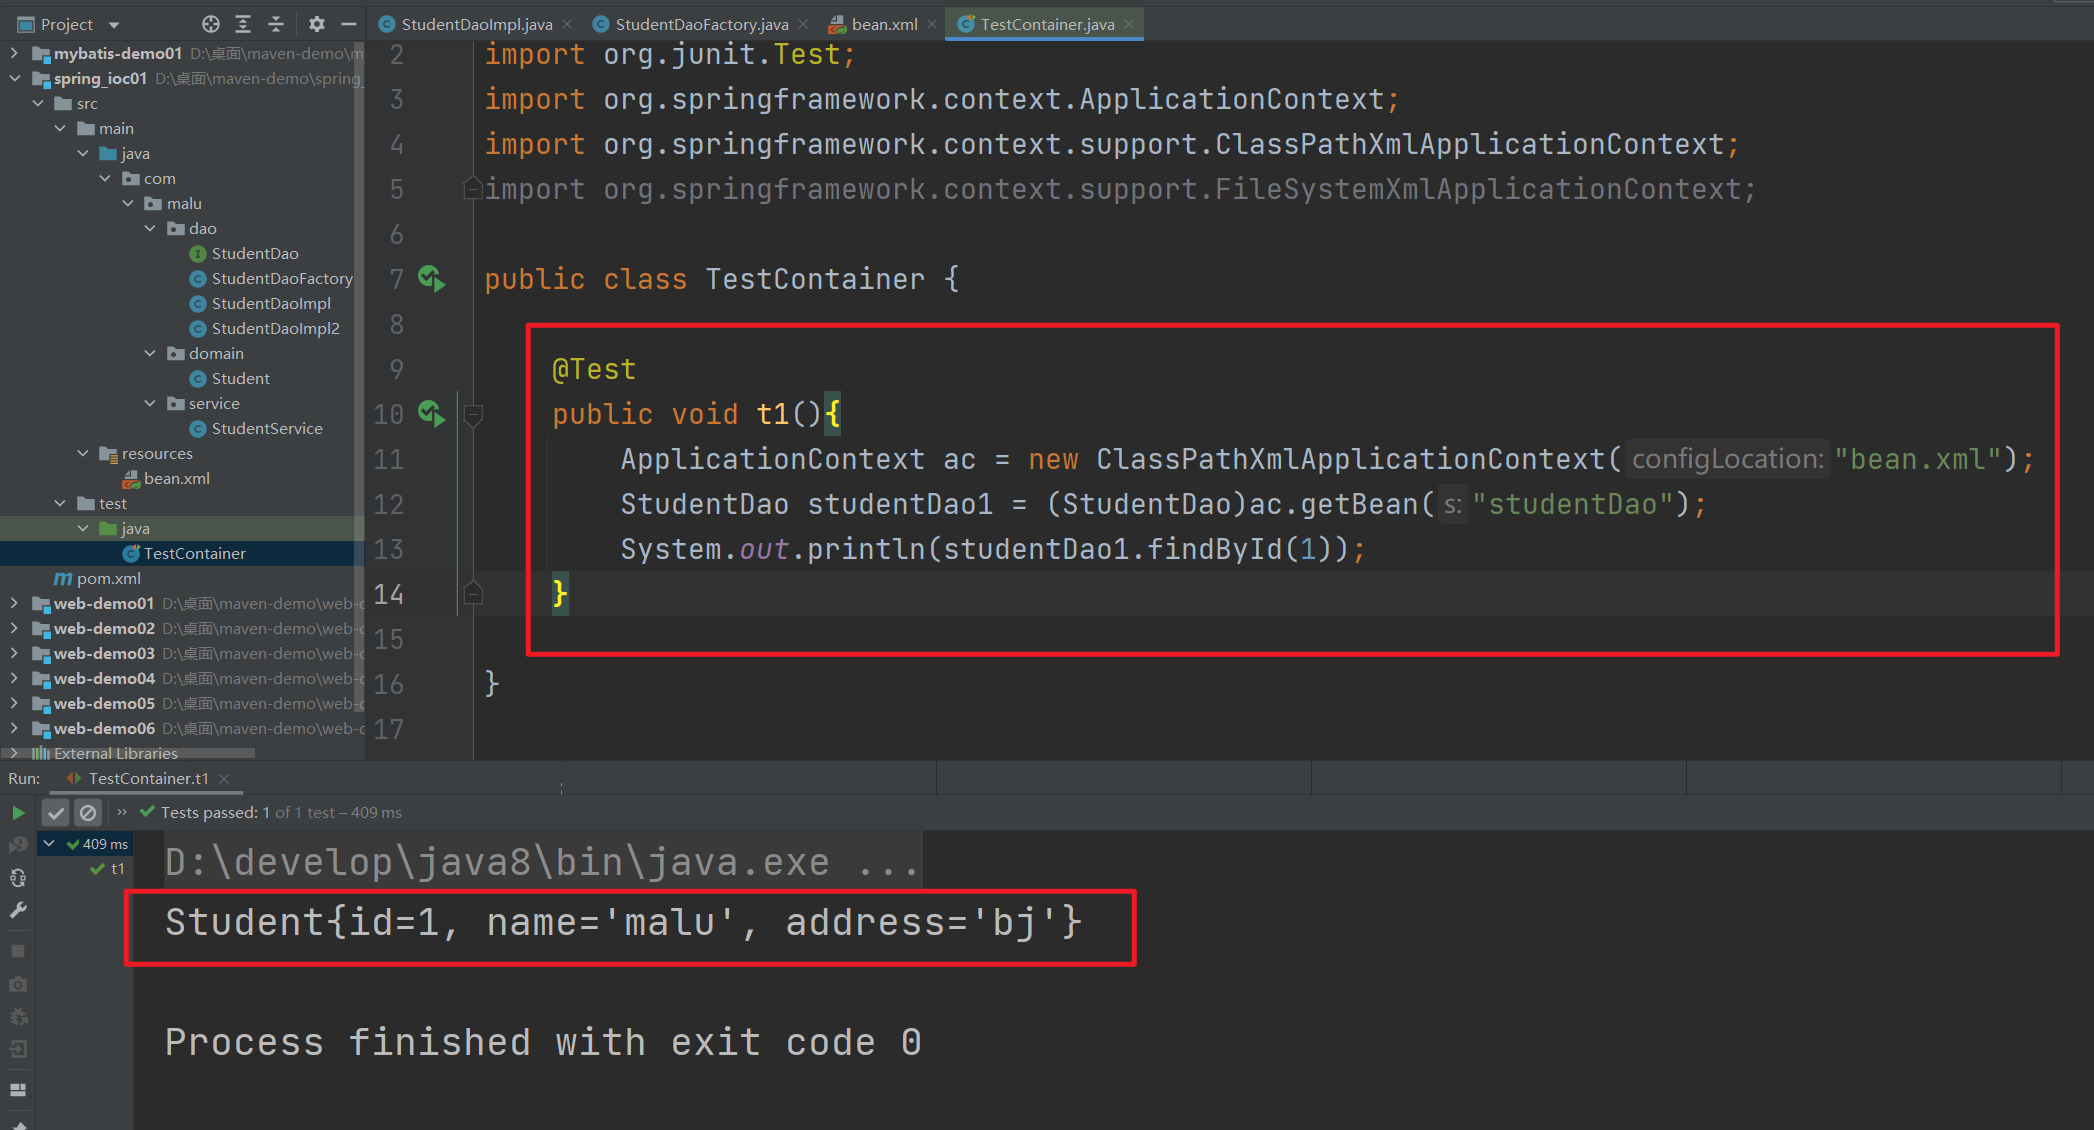 Project
StudentDaoImpl.java
StudentDaoFactory.java
bean.xml
TestContainer.java
mybatis-demo01 D:\桌面\maven-demo\m
spring_ioc01 D:\桌面\maven-demo\spring_
src
main
java
com
malu
dao
StudentDao
StudentDaoFactory
StudentDaoImpl
StudentDaoImpl2
domain
Student
service
StudentService
resources
bean.xml
test
java
TestContainer
pom.xml
web-demo01 D:\桌面\maven-demo\web-d
web-demo02 D:\桌面\maven-demo\web-d
web-demo03 D:\桌面\maven-demo\web-d
web-demo04 D:\桌面\maven-demo\web-d
web-demo05 D:\桌面\maven-demo\web-d
web-demo06 D:\桌面\maven-demo\web-d
External Libraries
2 import org.junit.Test;
3 import org.springframework.context.ApplicationContext;
4 import org.springframework.context.support.ClassPathXmlApplicationContext;
5 import org.springframework.context.support.FileSystemXmlApplicationContext;
6
7 public class TestContainer {
8
9 @Test
10 public void t1(){
11 ApplicationContext ac = new ClassPathXmlApplicationContext( configLocation: "bean.xml");
12 StudentDao studentDao1 = (StudentDao)ac.getBean( s: "studentDao");
13 System.out.println(studentDao1.findById(1));
14 }
15
16 }
17
Run: TestContainer.t1
Tests passed: 1 of 1 test – 409 ms
409 ms
t1
D:\develop\java8\bin\java.exe ...
Student{id=1, name='malu', address='bj'}
Process finished with exit code 0